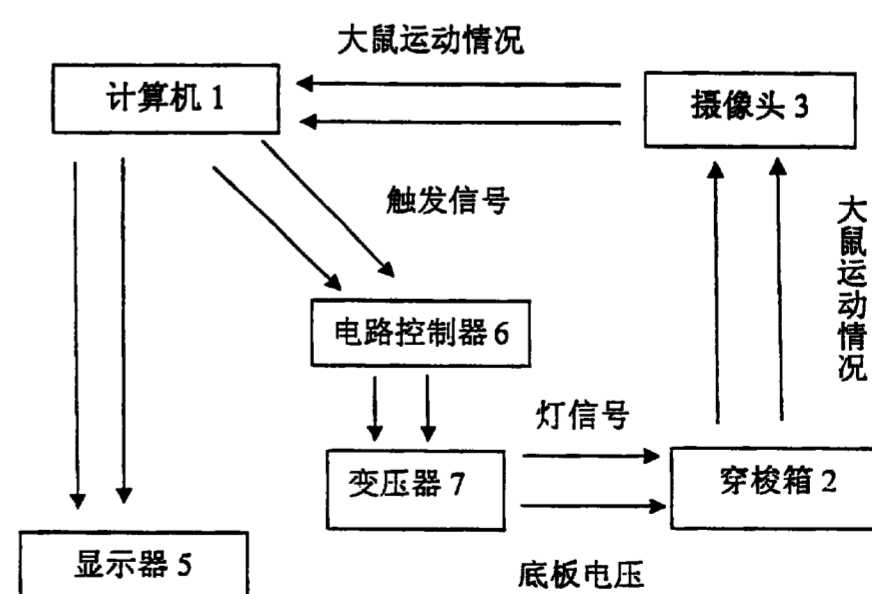 大鼠运动情况
计算机 1
摄像头 3
触发信号
大鼠运动情况
电路控制器 6
灯信号
变压器 7
穿梭箱 2
显示器 5
底板电压